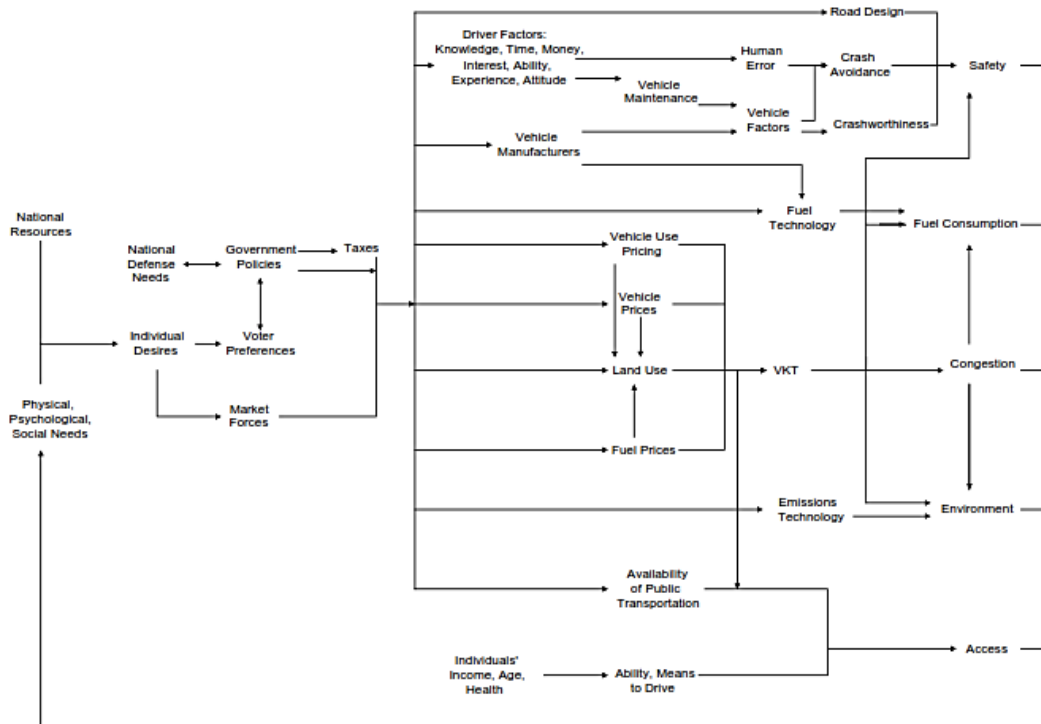 Road Design
Driver Factors:
Knowledge, Time, Money,
Interest, Ability,
Experience, Attitude
Human
Error
Crash
Avoidance
Safety
Vehicle
Maintenance
Vehicle
Factors
Crashworthiness
Vehicle
Manufacturers
National
Resources
Fuel
Technology
Fuel Consumption
National
Defense
Needs
Government
Policies
Taxes
Vehicle Use
Pricing
Vehicle
Prices
Individual
Desires
Voter
Preferences
Land Use
VKT
Congestion
Physical,
Psychological,
Social Needs
Market
Forces
Fuel Prices
Emissions
Technology
Environment
Availability
of Public
Transportation
Individuals'
Income, Age,
Health
Ability, Means
to Drive
Access